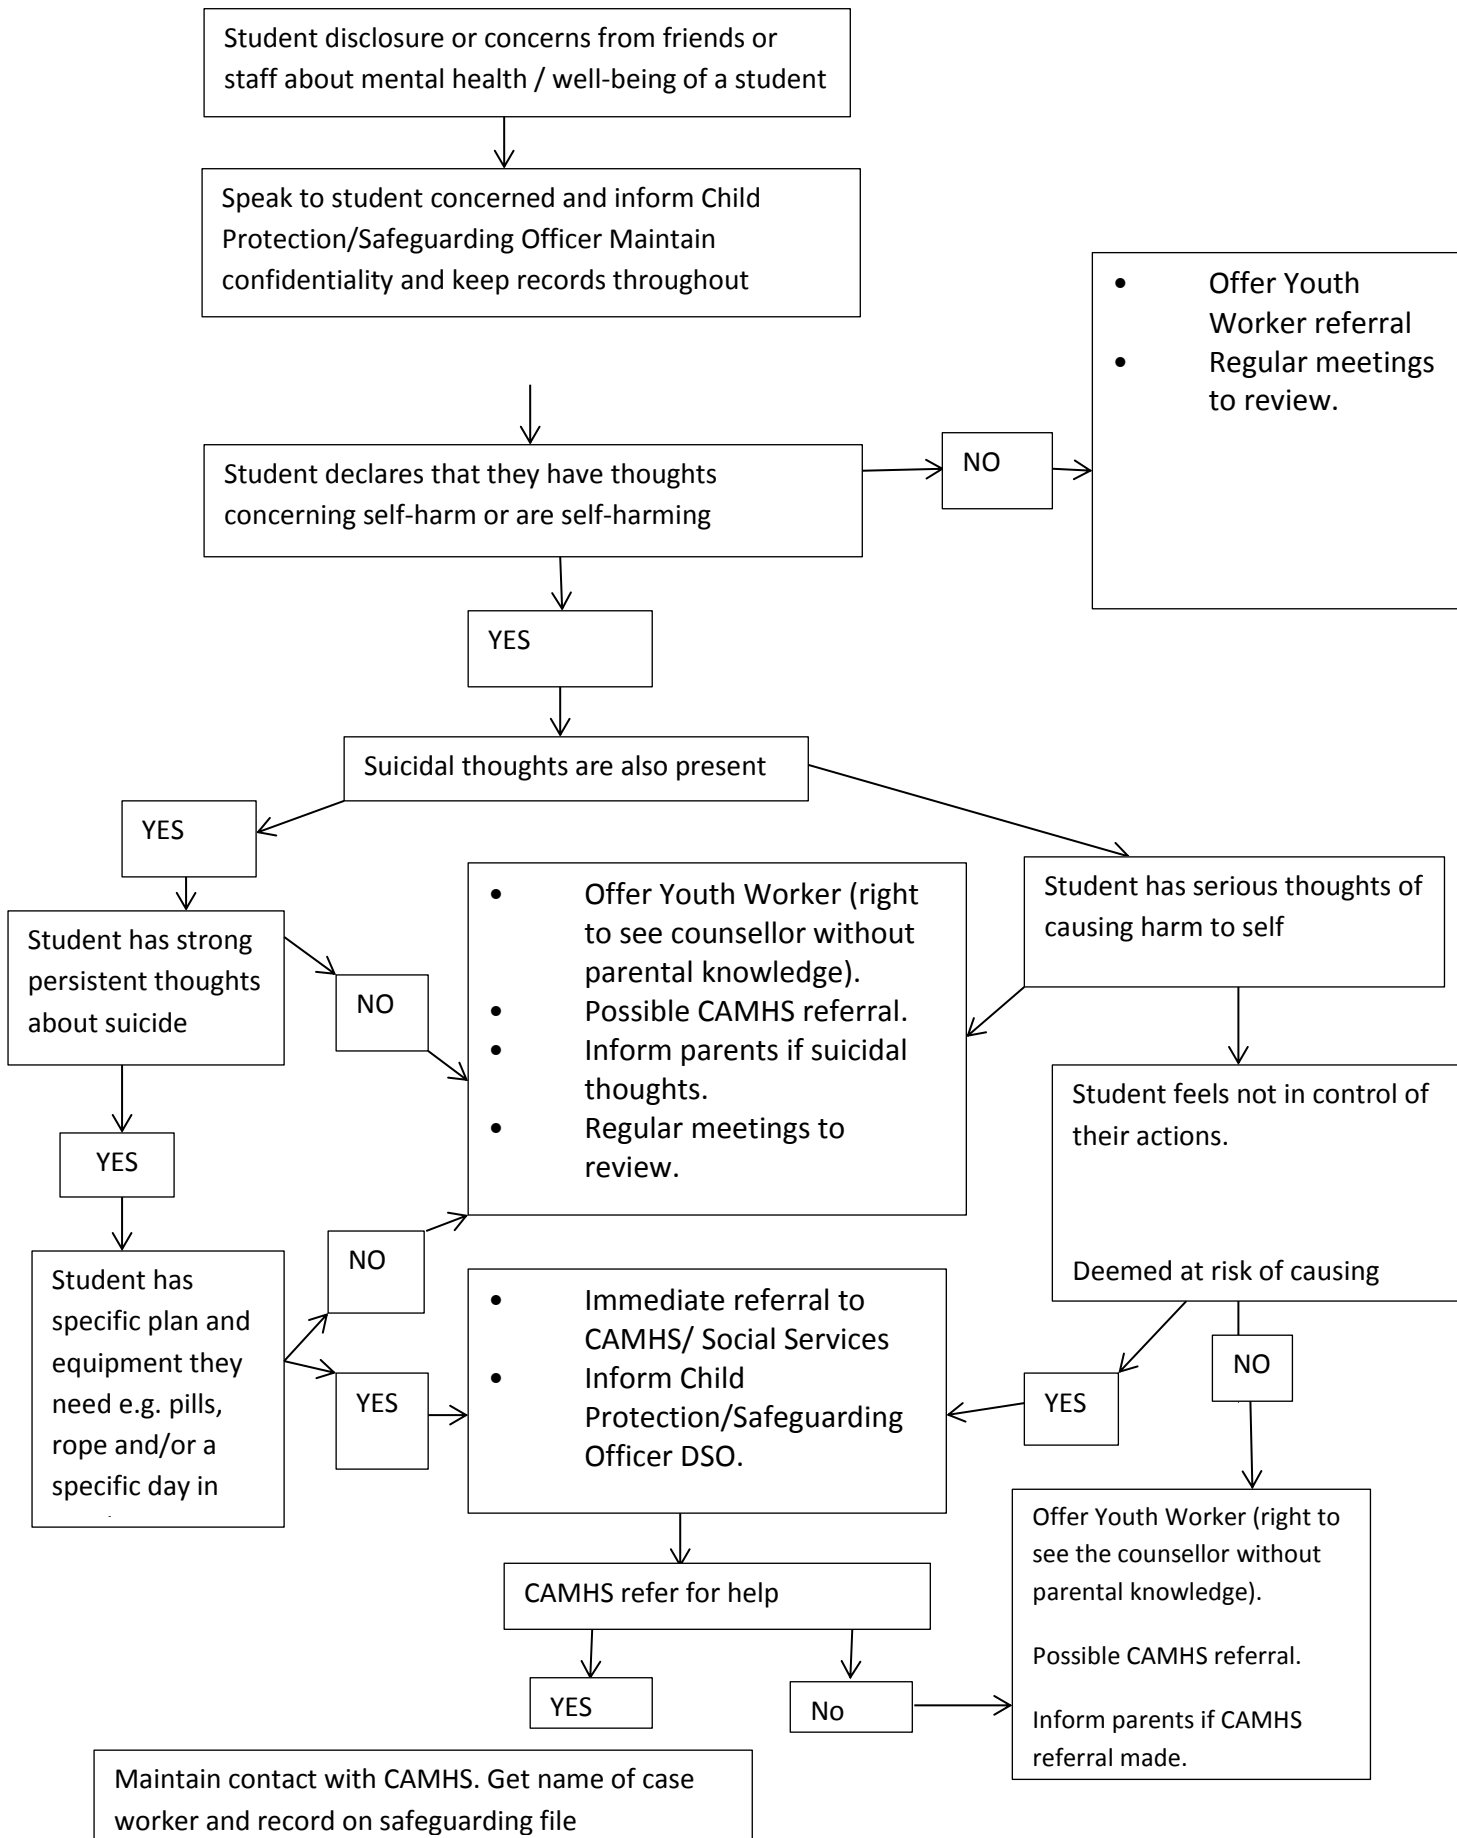 Student disclosure or concerns from friends or
staff about mental health / well-being of a student
Speak to student concerned and inform Child
Protection/Safeguarding Officer Maintain
confidentiality and keep records throughout
• Offer Youth
Worker referral
• Regular meetings
to review.
Student declares that they have thoughts
concerning self-harm or are self-harming
NO
YES
Suicidal thoughts are also present
YES
Student has strong
persistent thoughts
about suicide
NO
• Offer Youth Worker (right
to see counsellor without
parental knowledge).
• Possible CAMHS referral.
• Inform parents if suicidal
thoughts.
• Regular meetings to
review.
Student has serious thoughts of
causing harm to self
Student feels not in control of
their actions.
Deemed at risk of causing
YES
NO
Student has
specific plan and
equipment they
need e.g. pills,
rope and/or a
specific day in
YES
• Immediate referral to
CAMHS/ Social Services
• Inform Child
Protection/Safeguarding
Officer DSO.
YES
NO
CAMHS refer for help
YES
No
Offer Youth Worker (right to
see the counsellor without
parental knowledge).
Possible CAMHS referral.
Inform parents if CAMHS
referral made.
Maintain contact with CAMHS. Get name of case
worker and record on safeguarding file